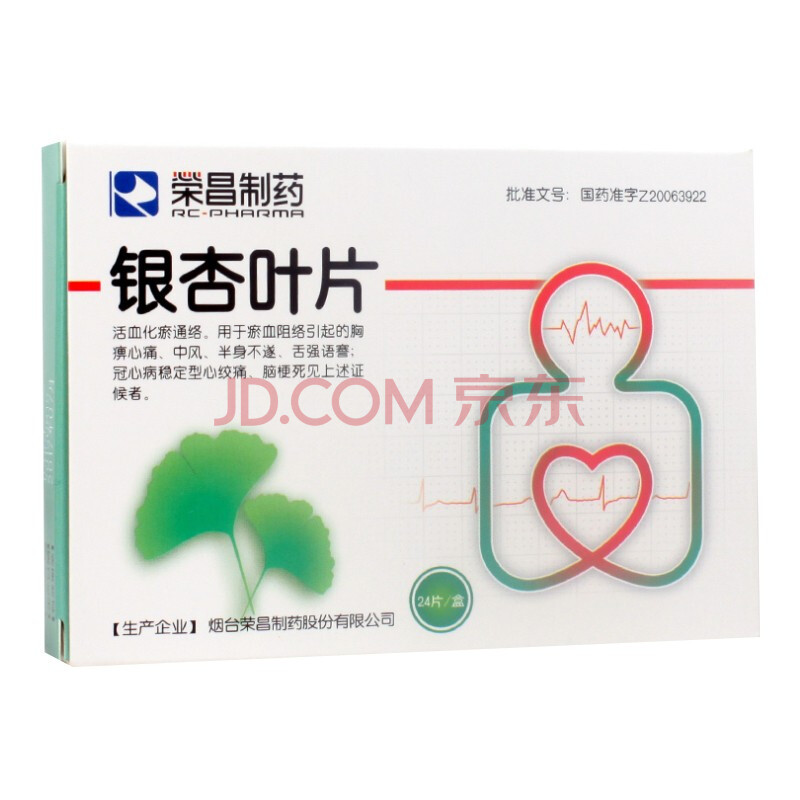 榮昌制药
RC-PHARMA
批准文号：国药准字Z20063922
银杏叶片
活血化瘀通络。用于瘀血阻络引起的胸
痹心痛、中风、半身不遂、舌强语謇；
冠心病稳定型心绞痛、脑梗死见上述证
候者。
JD.COM 京东
24片/盒
【生产企业】烟台荣昌制药股份有限公司